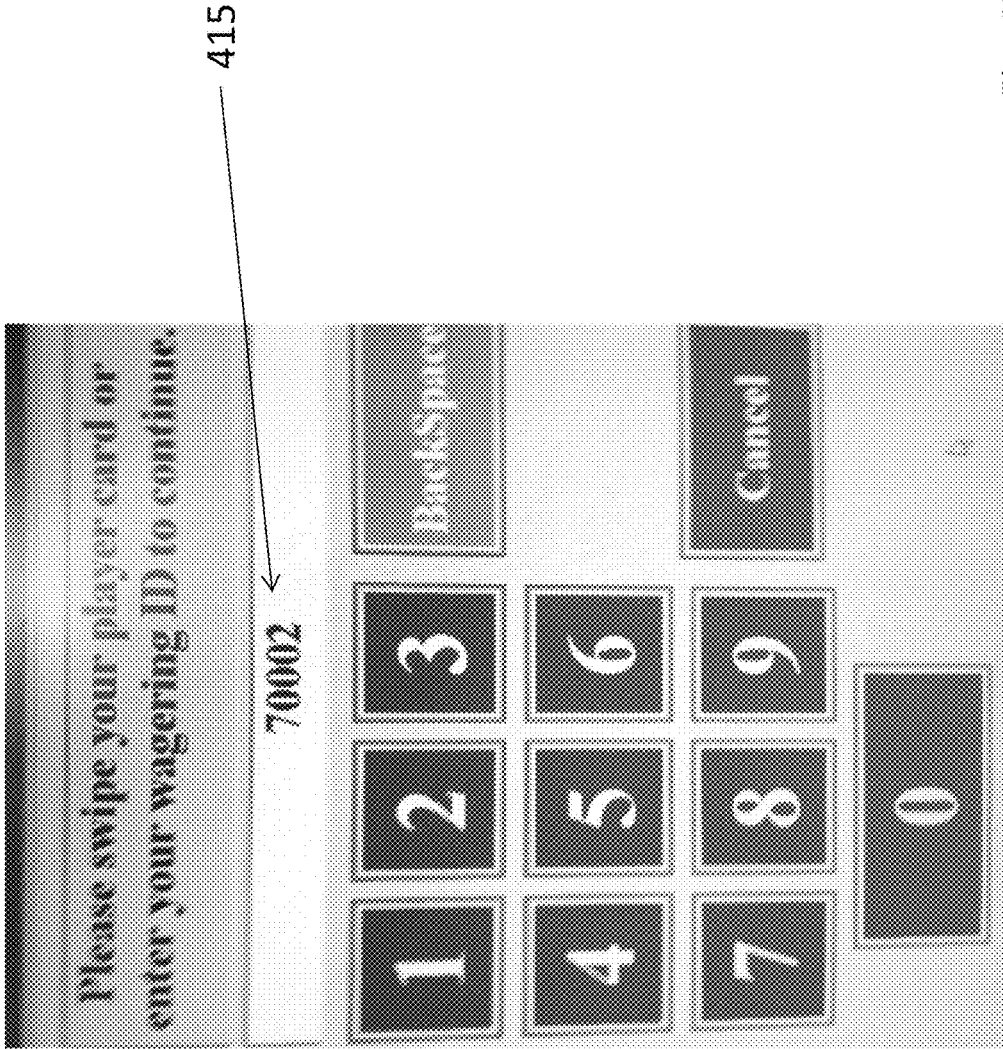 415
Please swipe your player card or
enter your wagering ID to continue.
70002
1 2 3 BackSpace
4 5 6
7 8 9 Cancel
0